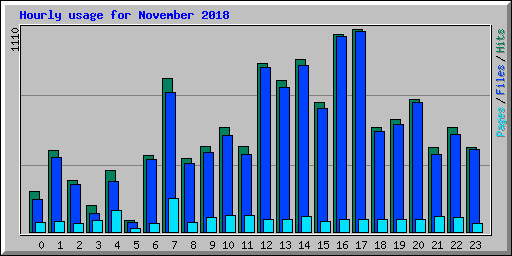 Hourly usage for November 2018
1110
Pages/Files/Hits
0 1 2 3 4 5 6 7 8 9 10 11 12 13 14 15 16 17 18 19 20 21 22 23